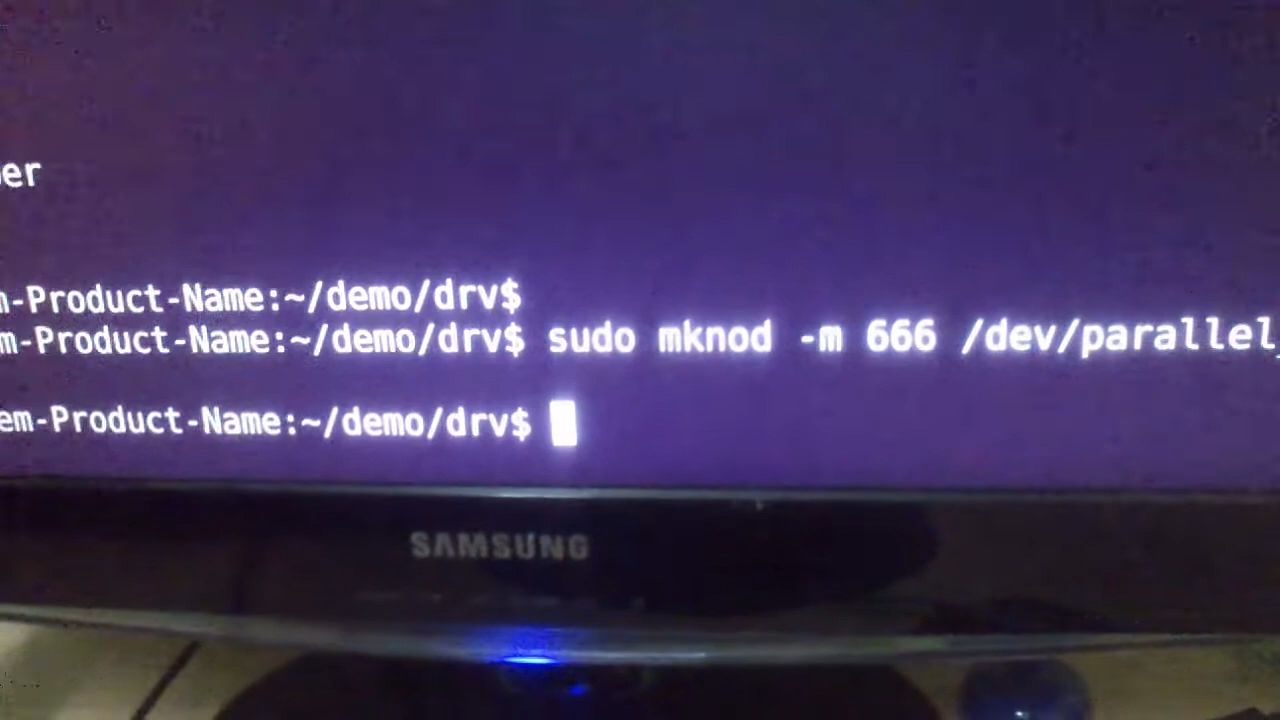 er
-Product-Name:~/demo/drv$
m-Product-Name:~/demo/drv$ sudo mknod -m 666 /dev/parallel_
em-Product-Name:~/demo/drv$
SAMSUNG